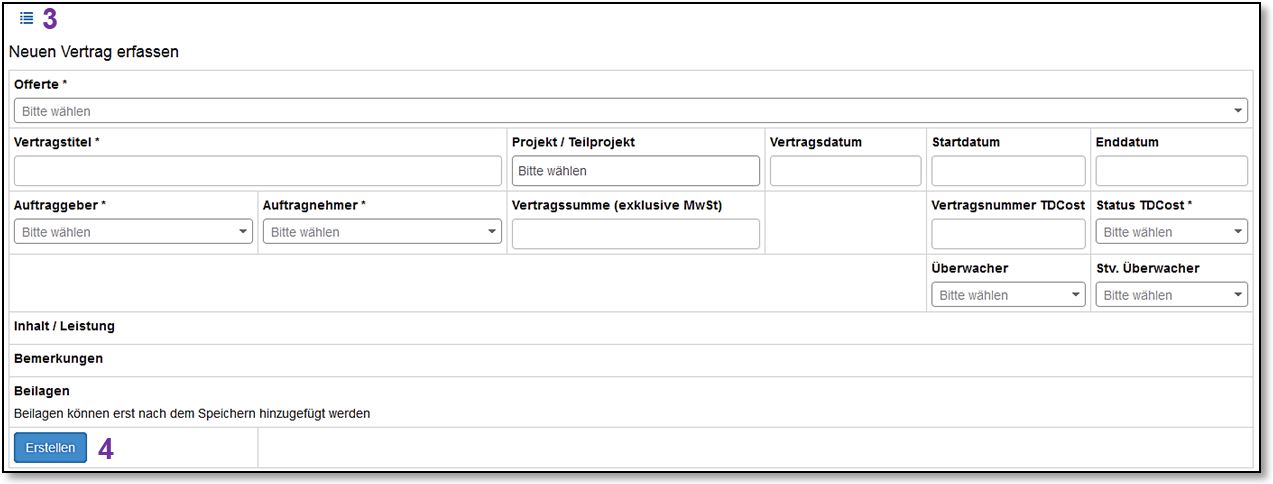 3
Neuen Vertrag erfassen
Offerte *
Bitte wählen
Vertragstitel * Projekt / Teilprojekt Vertragsdatum Startdatum Enddatum
Bitte wählen
Auftraggeber * Auftragnehmer * Vertragssumme (exklusive MwSt) Vertragsnummer TDCost Status TDCost *
Bitte wählen Bitte wählen Bitte wählen
Überwacher Stv. Überwacher
Bitte wählen Bitte wählen
Inhalt / Leistung
Bemerkungen
Beilagen
Beilagen können erst nach dem Speichern hinzugefügt werden
Erstellen 4